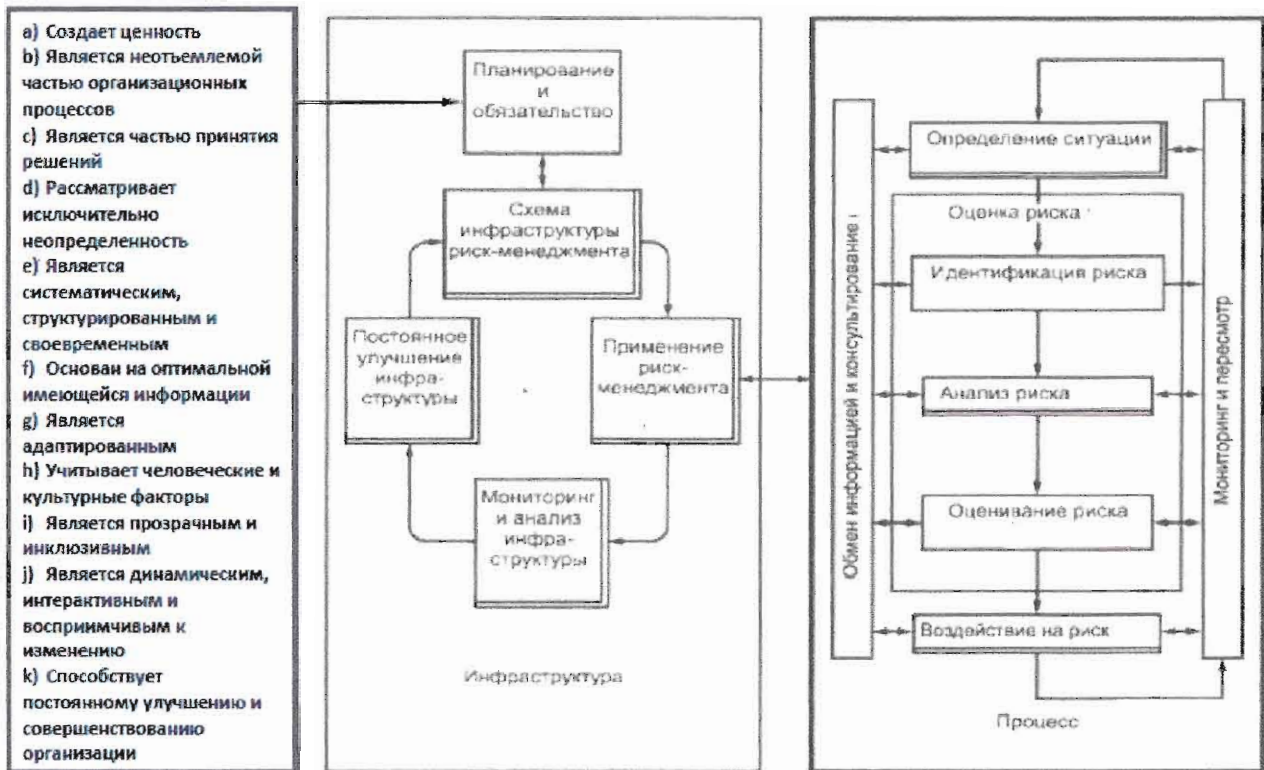 a) Создает ценность
b) Является неотъемлемой
частью организационных
процессов
c) Является частью принятия
решений
d) Рассматривает
исключительно
неопределенность
e) Является
систематическим,
структурированным и
своевременным
f) Основан на оптимальной
имеющейся информации
g) Является
адаптированным
h) Учитывает человеческие и
культурные факторы
i) Является прозрачным и
инклюзивным
j) Является динамическим,
интерактивным и
восприимчивым к
изменению
k) Способствует
постоянному улучшению и
совершенствованию
организации
Планирование
и
обязательство
Схема
инфраструктуры
риск-менеджмента
Постоянное
улучшение
инфра-
структуры
Применение
риск-
менеджмента
Мониторинг
и анализ
инфра-
структуры
Инфраструктура
Обмен информацией и консультирование
Определение ситуации
Оценка риска
Идентификация риска
Анализ риска
Оценивание риска
Воздействие на риск
Мониторинг и пересмотр
Процесс